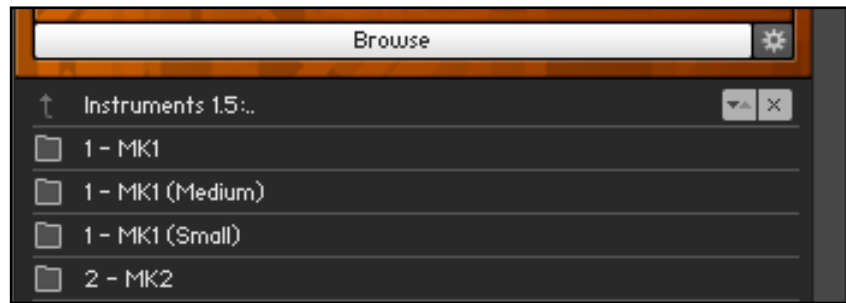 Browse
Instruments 1.5:..
1 - MK1
1 - MK1 (Medium)
1 - MK1 (Small)
2 - MK2